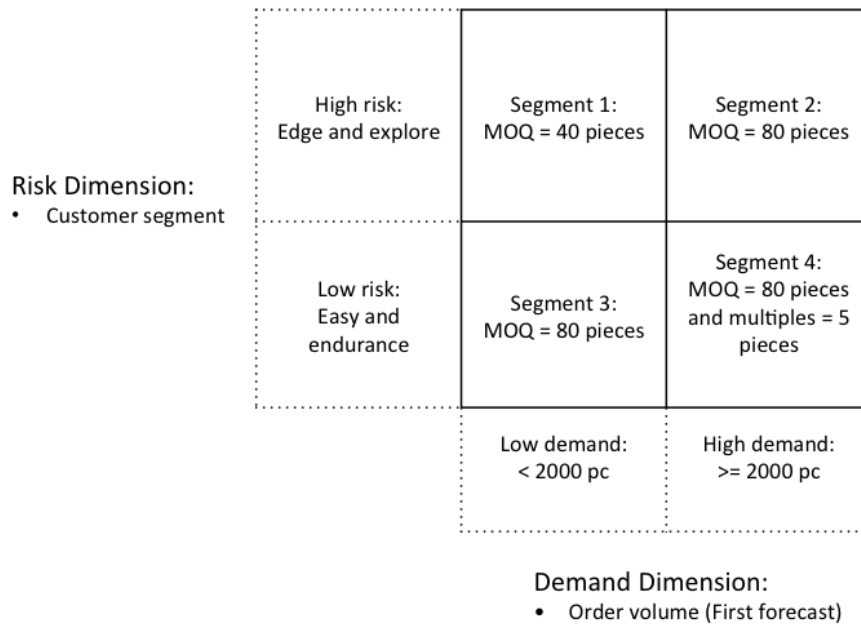 High risk:
Edge and explore
Segment 1:
MOQ = 40 pieces
Segment 2:
MOQ = 80 pieces
Risk Dimension:
• Customer segment
Low risk:
Easy and
endurance
Segment 3:
MOQ = 80 pieces
Segment 4:
MOQ = 80 pieces
and multiples = 5
pieces
Low demand:
< 2000 pc
High demand:
>= 2000 pc
Demand Dimension:
• Order volume (First forecast)